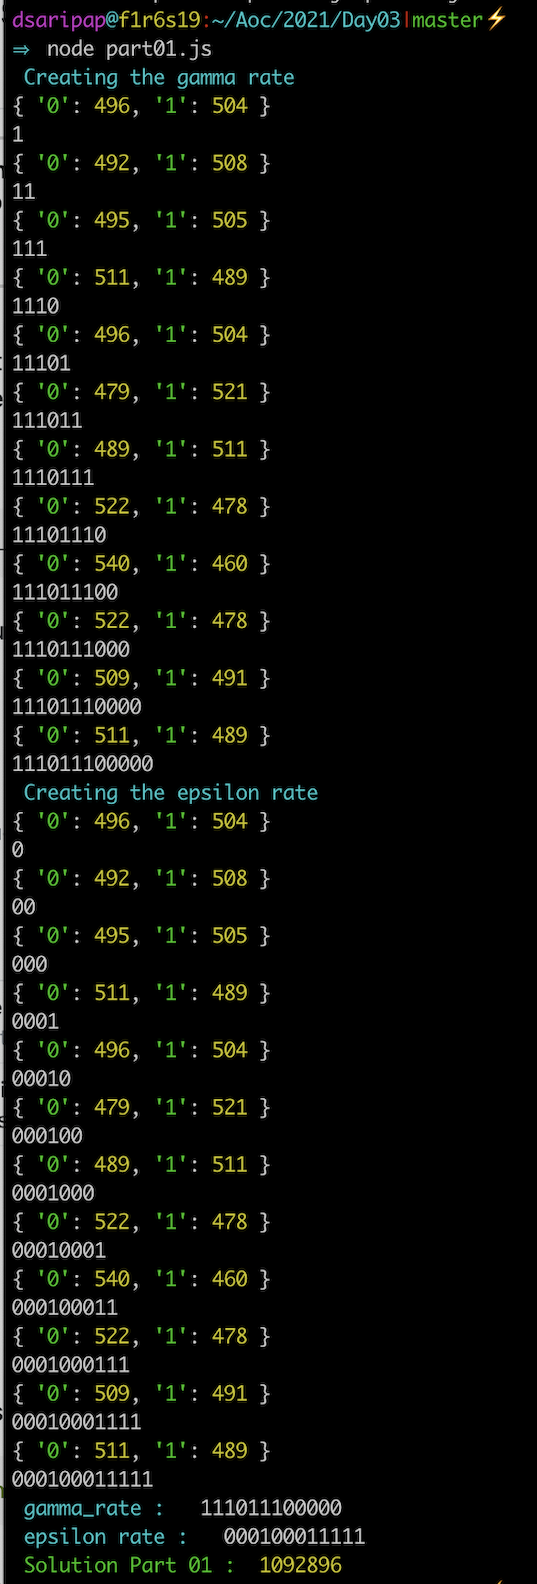 dsaripap@f1r6s19:~/Aoc/2021/Day03|master⚡
⇒ node part01.js
Creating the gamma rate
{ '0': 496, '1': 504 }
1
{ '0': 492, '1': 508 }
11
{ '0': 495, '1': 505 }
111
{ '0': 511, '1': 489 }
1110
{ '0': 496, '1': 504 }
11101
{ '0': 479, '1': 521 }
111011
{ '0': 489, '1': 511 }
1110111
{ '0': 522, '1': 478 }
11101110
{ '0': 540, '1': 460 }
111011100
{ '0': 522, '1': 478 }
1110111000
{ '0': 509, '1': 491 }
11101110000
{ '0': 511, '1': 489 }
111011100000
Creating the epsilon rate
{ '0': 496, '1': 504 }
0
{ '0': 492, '1': 508 }
00
{ '0': 495, '1': 505 }
000
{ '0': 511, '1': 489 }
0001
{ '0': 496, '1': 504 }
00010
{ '0': 479, '1': 521 }
000100
{ '0': 489, '1': 511 }
0001000
{ '0': 522, '1': 478 }
00010001
{ '0': 540, '1': 460 }
000100011
{ '0': 522, '1': 478 }
0001000111
{ '0': 509, '1': 491 }
00010001111
{ '0': 511, '1': 489 }
000100011111
gamma_rate :   111011100000
epsilon rate :   000100011111
Solution Part 01 :  1092896